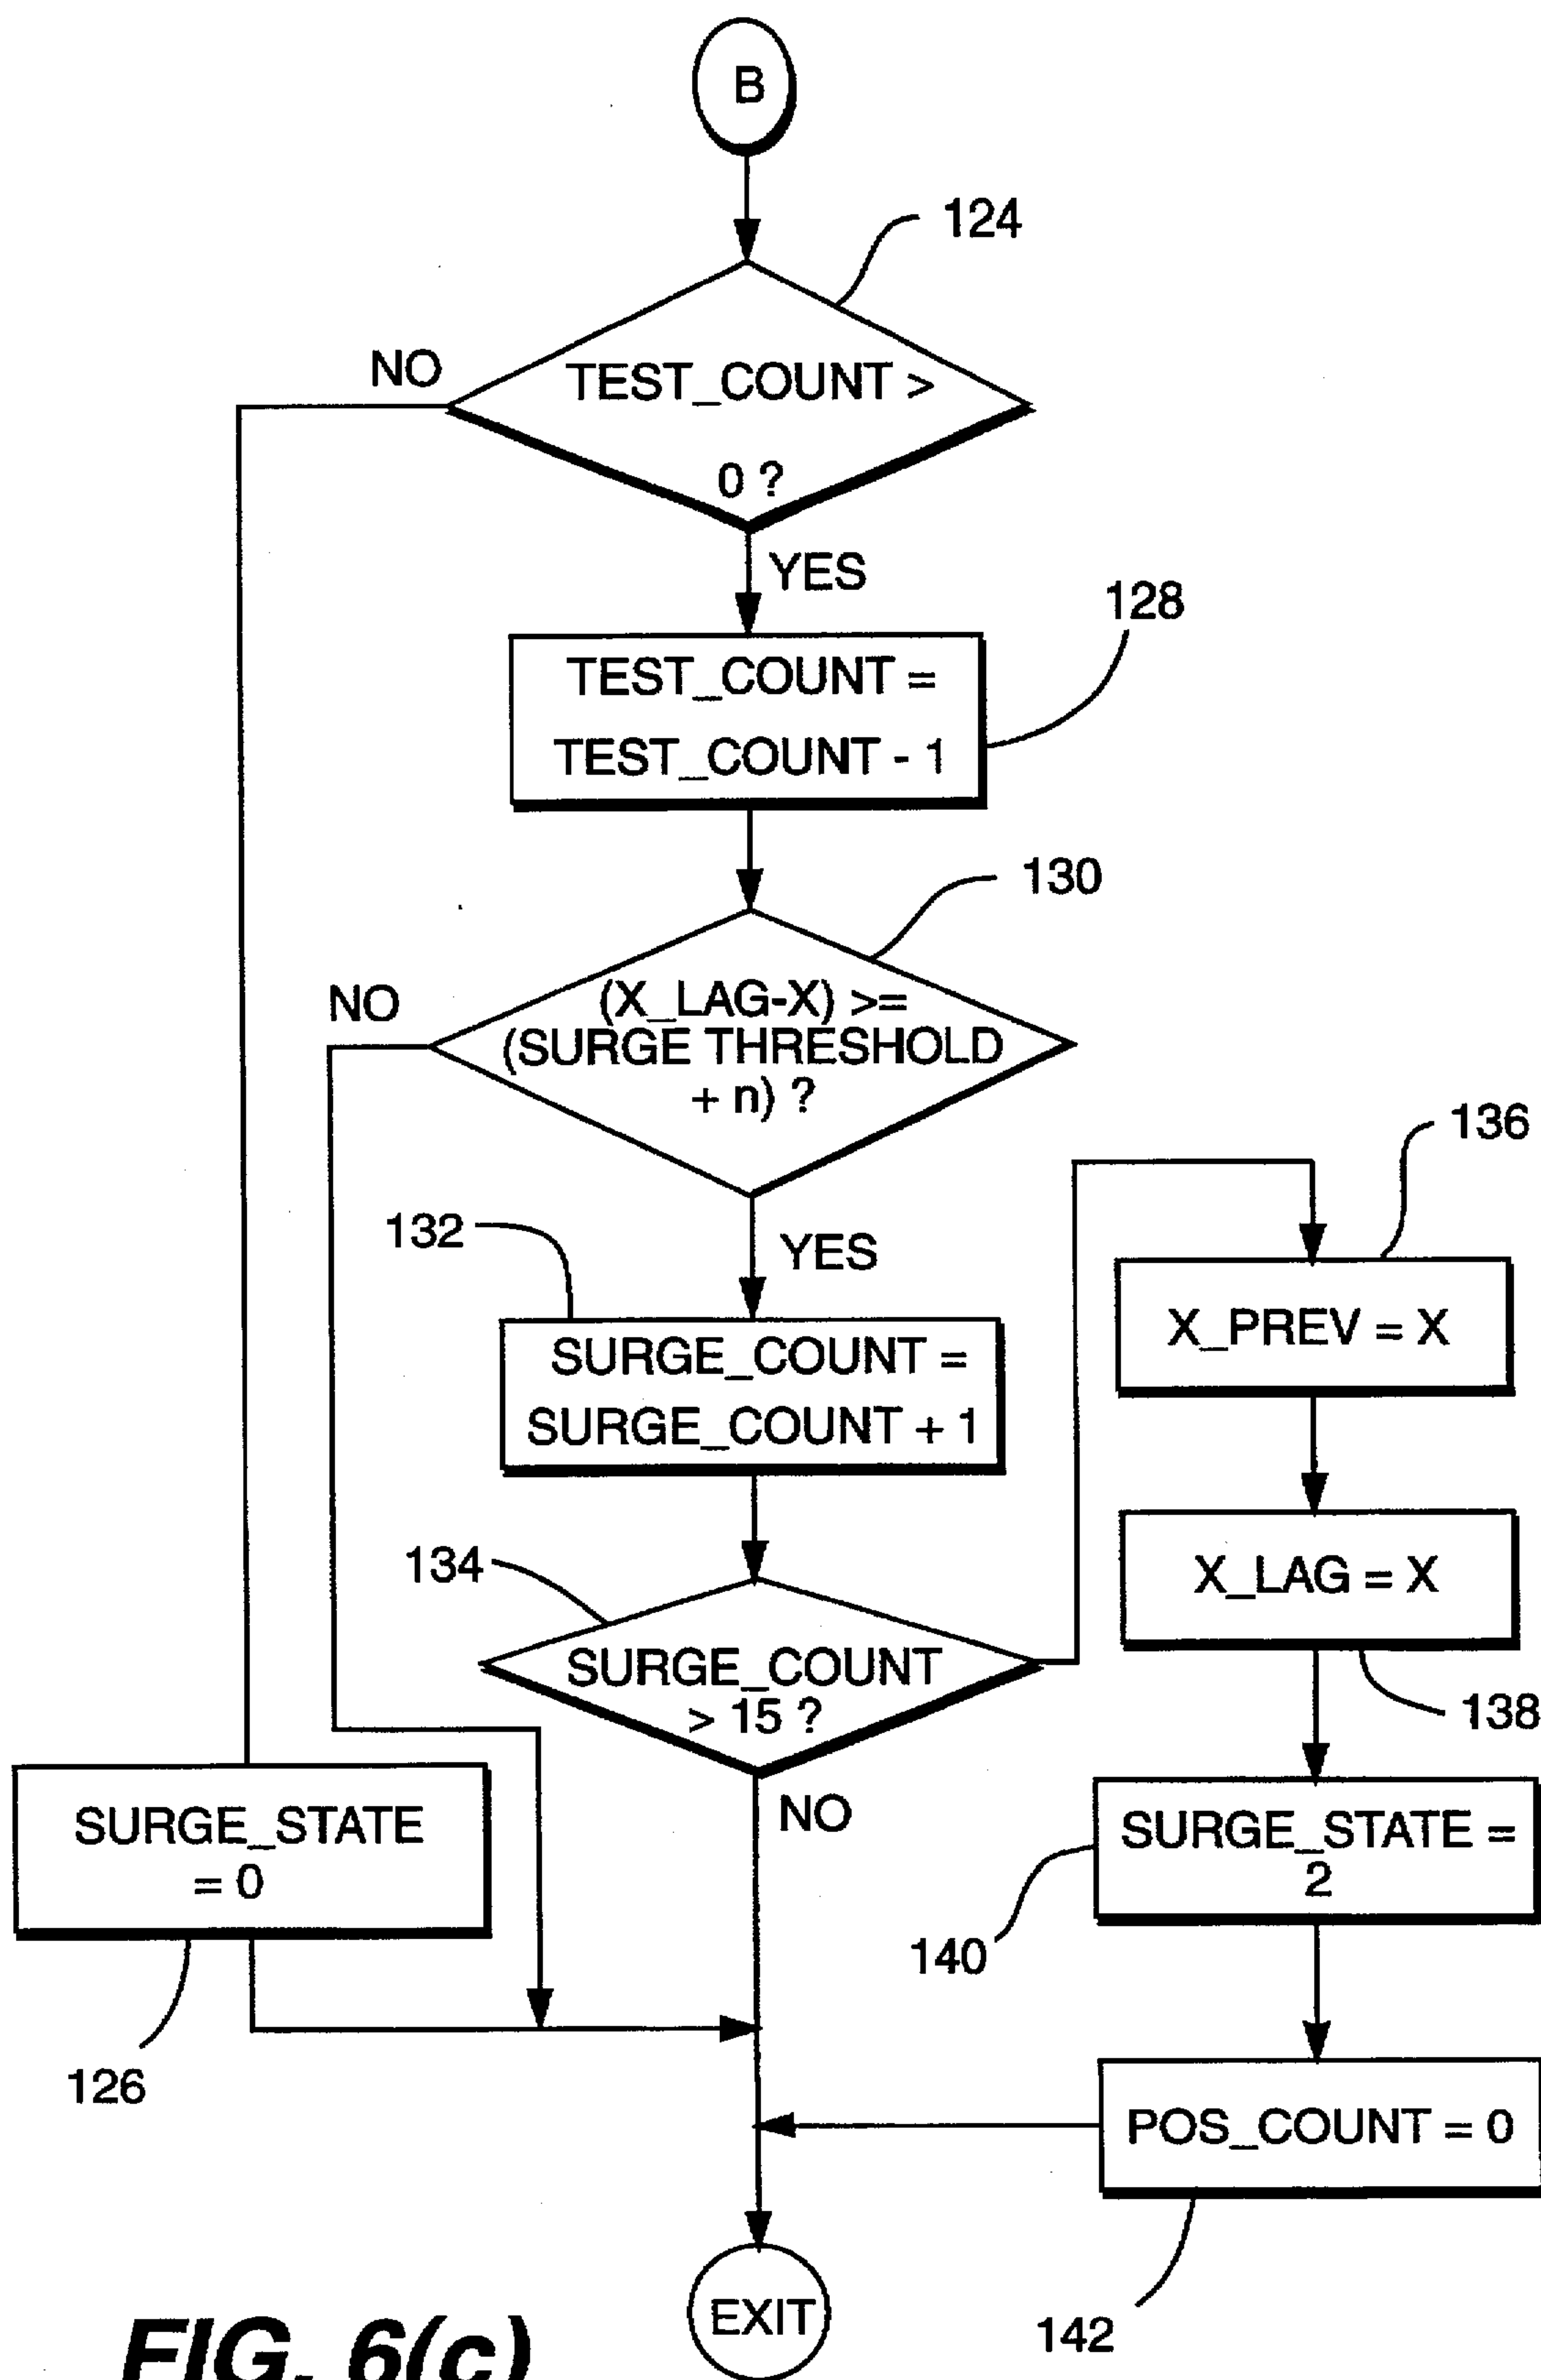 B
124
NO
TEST_COUNT >
0 ?
YES
128
TEST_COUNT =
TEST_COUNT - 1
130
NO
(X_LAG-X) >=
(SURGE THRESHOLD
+ n) ?
136
132
YES
X_PREV = X
SURGE_COUNT =
SURGE_COUNT + 1
134
X_LAG = X
SURGE_COUNT
> 15 ?
138
NO
SURGE_STATE
= 0
SURGE_STATE =
2
140
126
POS_COUNT = 0
EXIT
142
FIG. 6(c)